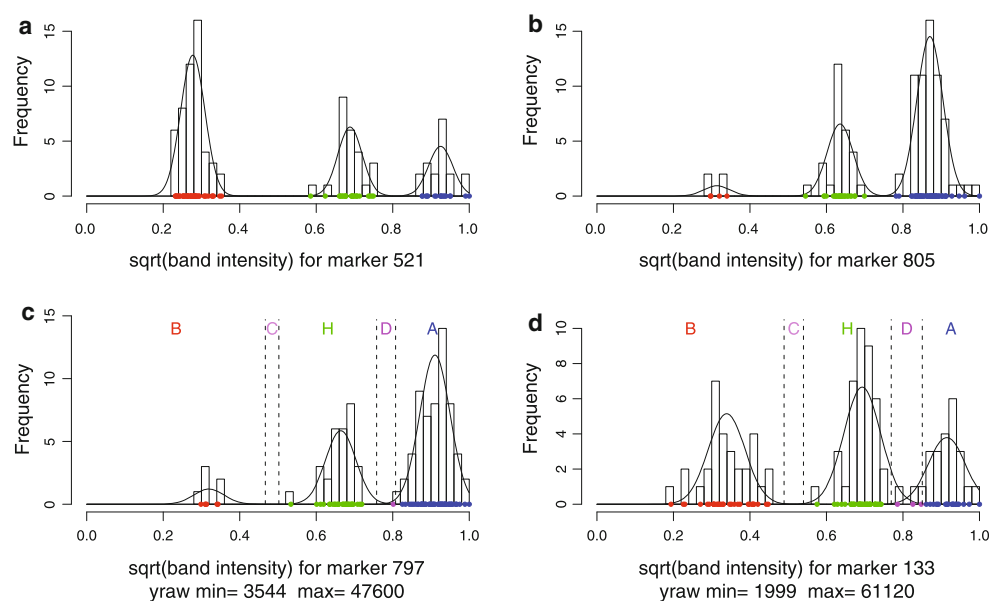 a
Frequency
15
10
5
0
0.0 0.2 0.4 0.6 0.8 1.0
sqrt(band intensity) for marker 521
b
Frequency
15
10
5
0
0.0 0.2 0.4 0.6 0.8 1.0
sqrt(band intensity) for marker 805
c
B C H D A
Frequency
15
10
5
0
0.0 0.2 0.4 0.6 0.8 1.0
sqrt(band intensity) for marker 797
yraw min= 3544 max= 47600
d
B C H D A
Frequency
10
8
6
4
2
0
0.0 0.2 0.4 0.6 0.8 1.0
sqrt(band intensity) for marker 133
yraw min= 1999 max= 61120